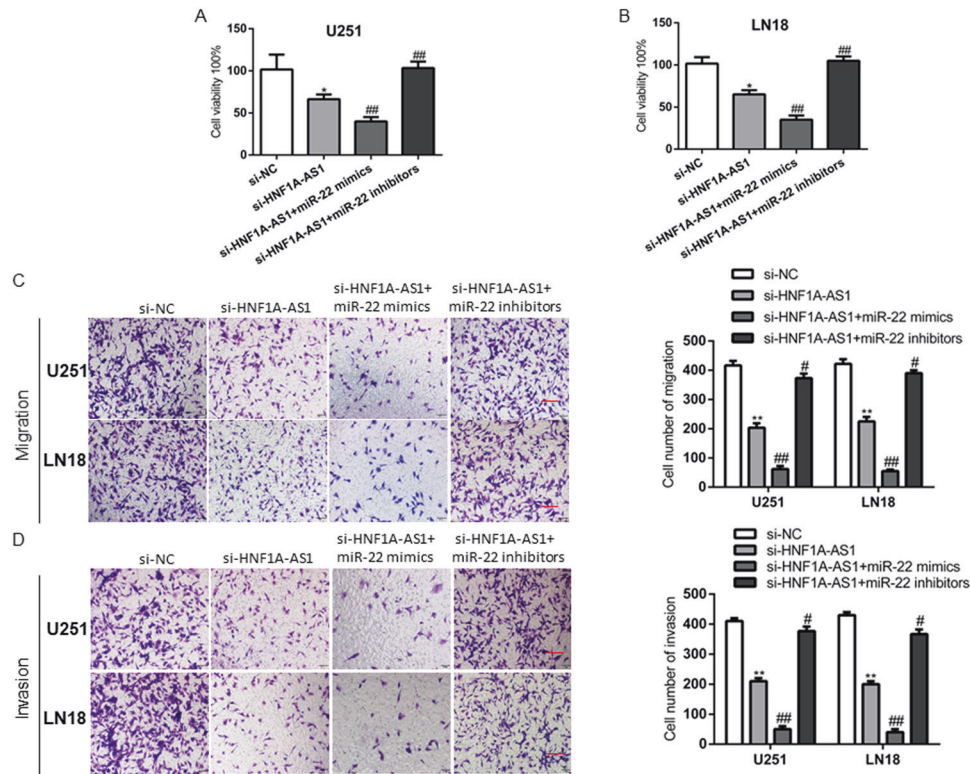 A
U251
Cell viability 100%
150
100
50
0
*
##
##
si-NC
si-HNF1A-AS1
si-HNF1A-AS1+miR-22 mimics
si-HNF1A-AS1+miR-22 inhibitors
B
LN18
Cell viability 100%
150
100
50
0
*
##
##
si-NC
si-HNF1A-AS1
si-HNF1A-AS1+miR-22 mimics
si-HNF1A-AS1+miR-22 inhibitors
C
si-NC
si-HNF1A-AS1
si-HNF1A-AS1+
miR-22 mimics
si-HNF1A-AS1+
miR-22 inhibitors
Migration
U251
LN18
si-NC
si-HNF1A-AS1
si-HNF1A-AS1+miR-22 mimics
si-HNF1A-AS1+miR-22 inhibitors
Cell number of migration
500
400
300
200
100
0
**
##
#
**
##
#
U251
LN18
D
si-NC
si-HNF1A-AS1
si-HNF1A-AS1+
miR-22 mimics
si-HNF1A-AS1+
miR-22 inhibitors
Invasion
U251
LN18
si-NC
si-HNF1A-AS1
si-HNF1A-AS1+miR-22 mimics
si-HNF1A-AS1+miR-22 inhibitors
Cell number of invasion
500
400
300
200
100
0
**
##
#
**
##
#
U251
LN18